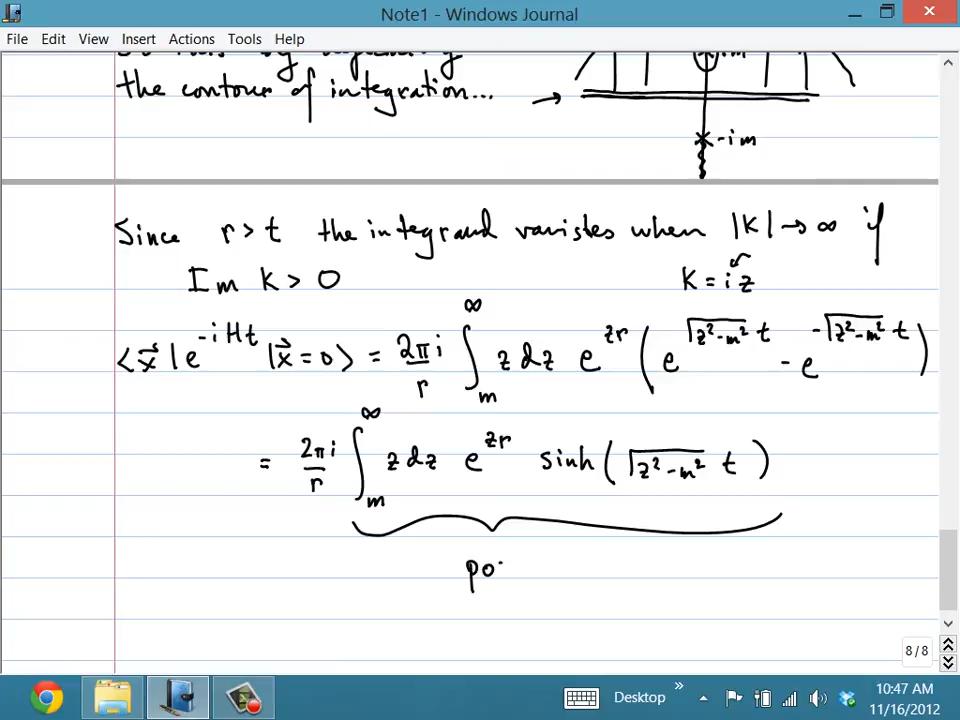 Note1 - Windows Journal
File Edit View Insert Actions Tools Help
the contour of integration...
-im
Since r > t the integrand vanishes when |K| → ∞ if
Im K > 0
K = i z
⟨x⃗ | e^{-iHt} | x⃗ = 0⟩ = 2πi/r ∫_m^∞ z dz e^{zr} ( e^{√(z²-m²) t} - e^{-√(z²-m²) t} )
= 2πi/r ∫_m^∞ z dz e^{zr} sinh( √(z²-m²) t )
po
8 / 8
Desktop
»
10:47 AM
11/16/2012